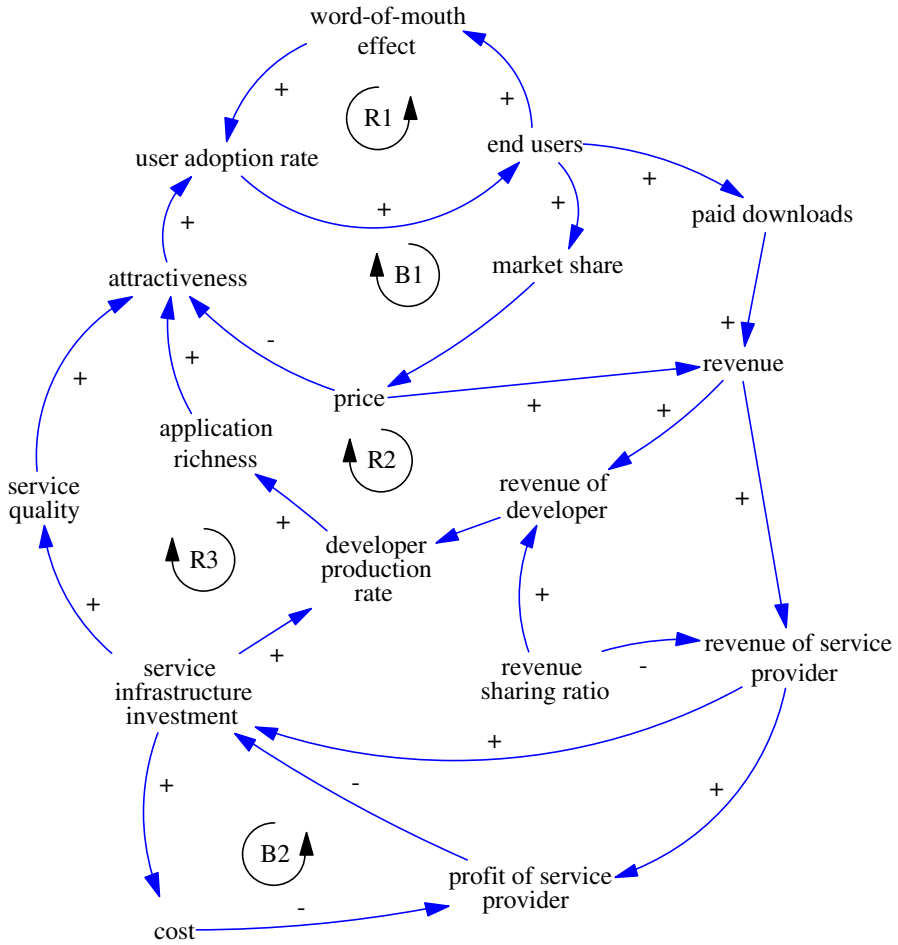 word-of-mouth
effect
+
R1
+
end users
user adoption rate
+
+
+
+
paid downloads
attractiveness
B1
market share
+
-
+
+
revenue
price
+
+
application
richness
R2
service
quality
revenue of
developer
+
+
R3
developer
production
rate
+
+
+
-
revenue of service
provider
service
infrastructure
investment
revenue
sharing ratio
+
+
-
+
B2
profit of service
provider
-
cost